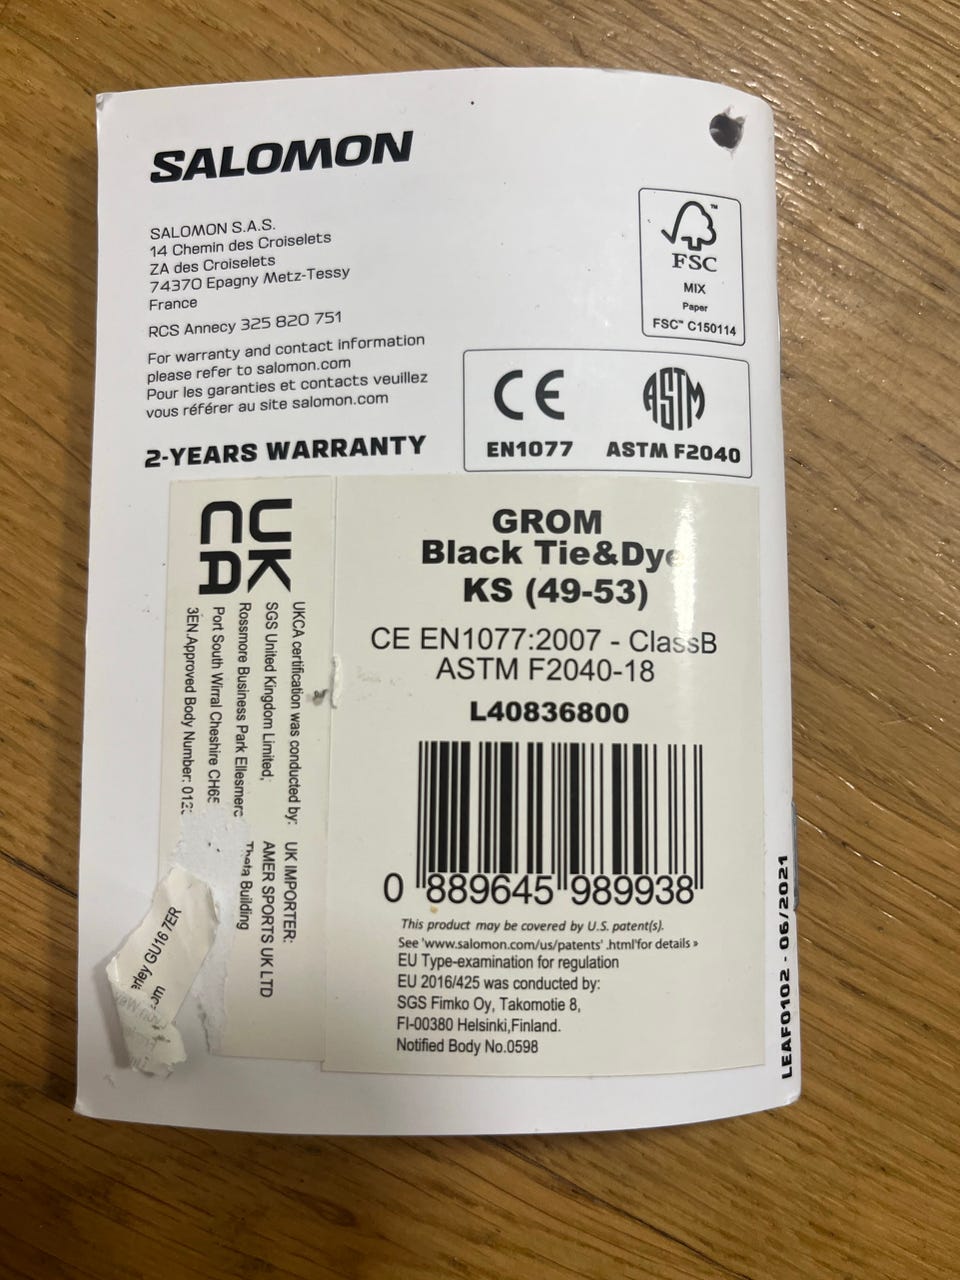 SALOMON
SALOMON S.A.S.
14 Chemin des Croiselets
ZA des Croiselets
74370 Epagny Metz-Tessy
France
RCS Annecy 325 820 751
For warranty and contact information
please refer to salomon.com
Pour les garanties et contacts veuillez
vous référer au site salomon.com
2-YEARS WARRANTY
FSC™
MIX
Paper
FSC™ C150114
CE
EN1077
ASTM
ASTM F2040
UK
CA
UKCA certification was conducted by:
SGS United Kingdom Limited,
Rossmore Business Park Ellesmere
Port South Wirral Cheshire CH65
3EN.Approved Body Number: 012
UK IMPORTER:
AMER SPORTS UK LTD
Theta Building
GU16 7ER
GROM
Black Tie&Dye
KS (49-53)
CE EN1077:2007 - ClassB
ASTM F2040-18
L40836800
0 889645 989938
This product may be covered by U.S. patent(s).
See 'www.salomon.com/us/patents' .html'for details »
EU Type-examination for regulation
EU 2016/425 was conducted by:
SGS Fimko Oy, Takomotie 8,
FI-00380 Helsinki,Finland.
Notified Body No.0598
LEAF0102 - 06/2021